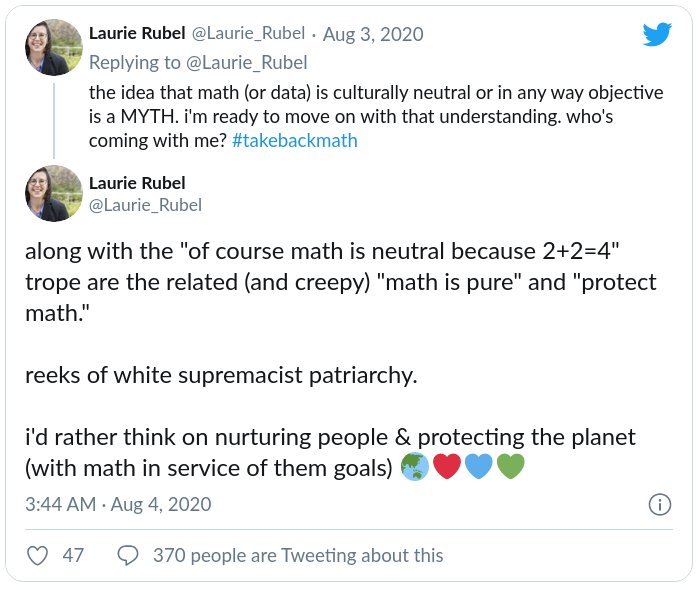 Laurie Rubel @Laurie_Rubel · Aug 3, 2020
Replying to @Laurie_Rubel
the idea that math (or data) is culturally neutral or in any way objective
is a MYTH. i'm ready to move on with that understanding. who's
coming with me? #takebackmath
Laurie Rubel
@Laurie_Rubel
along with the "of course math is neutral because 2+2=4"
trope are the related (and creepy) "math is pure" and "protect
math."
reeks of white supremacist patriarchy.
i'd rather think on nurturing people & protecting the planet
(with math in service of them goals) 🌏❤️💙💚
3:44 AM · Aug 4, 2020
47
370 people are Tweeting about this